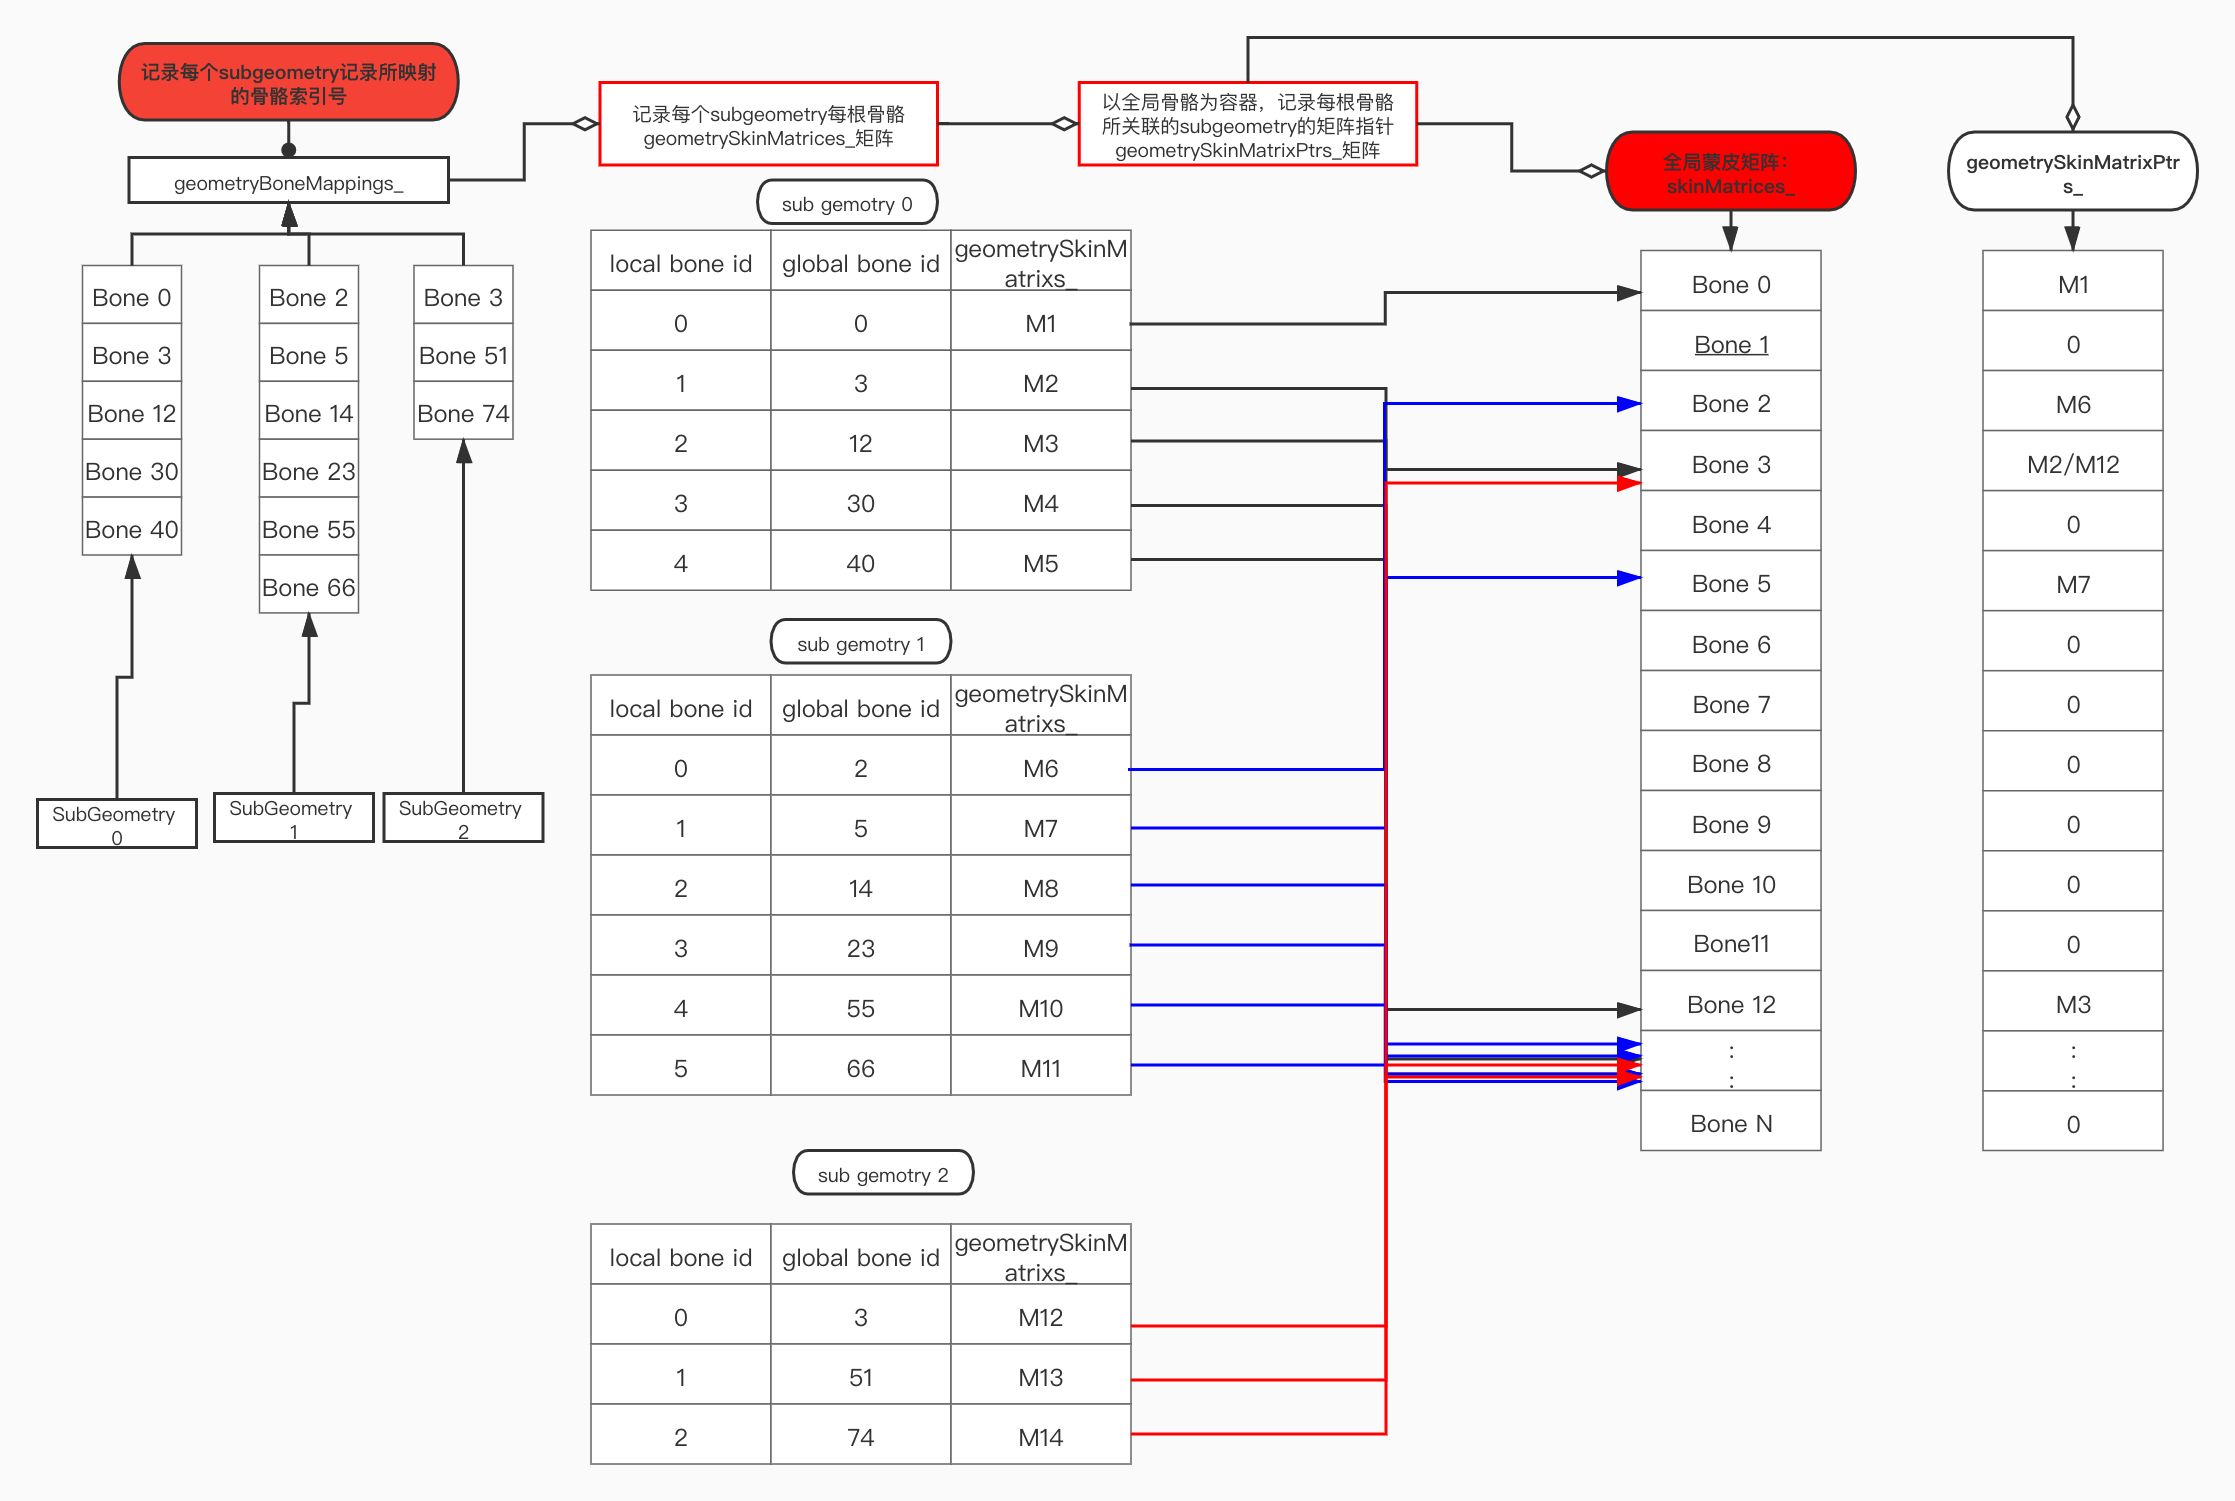 记录每个subgeometry记录所映射
的骨骼索引号
geometryBoneMappings_
Bone 0
Bone 3
Bone 12
Bone 30
Bone 40
Bone 2
Bone 5
Bone 14
Bone 23
Bone 55
Bone 66
Bone 3
Bone 51
Bone 74
SubGeometry
0
SubGeometry
1
SubGeometry
2
记录每个subgeometry每根骨骼
geometrySkinMatrices_矩阵
以全局骨骼为容器，记录每根骨骼
所关联的subgeometry的矩阵指针
geometrySkinMatrixPtrs_矩阵
sub gemotry 0
local bone id global bone id geometrySkinM
atrixs_
0 0 M1
1 3 M2
2 12 M3
3 30 M4
4 40 M5
sub gemotry 1
local bone id global bone id geometrySkinM
atrixs_
0 2 M6
1 5 M7
2 14 M8
3 23 M9
4 55 M10
5 66 M11
sub gemotry 2
local bone id global bone id geometrySkinM
atrixs_
0 3 M12
1 51 M13
2 74 M14
全局蒙皮矩阵：
skinMatrices_
Bone 0
Bone 1
Bone 2
Bone 3
Bone 4
Bone 5
Bone 6
Bone 7
Bone 8
Bone 9
Bone 10
Bone11
Bone 12
:
:
Bone N
geometrySkinMatrixPtr
s_
M1
0
M6
M2/M12
0
M7
0
0
0
0
0
0
M3
:
:
0